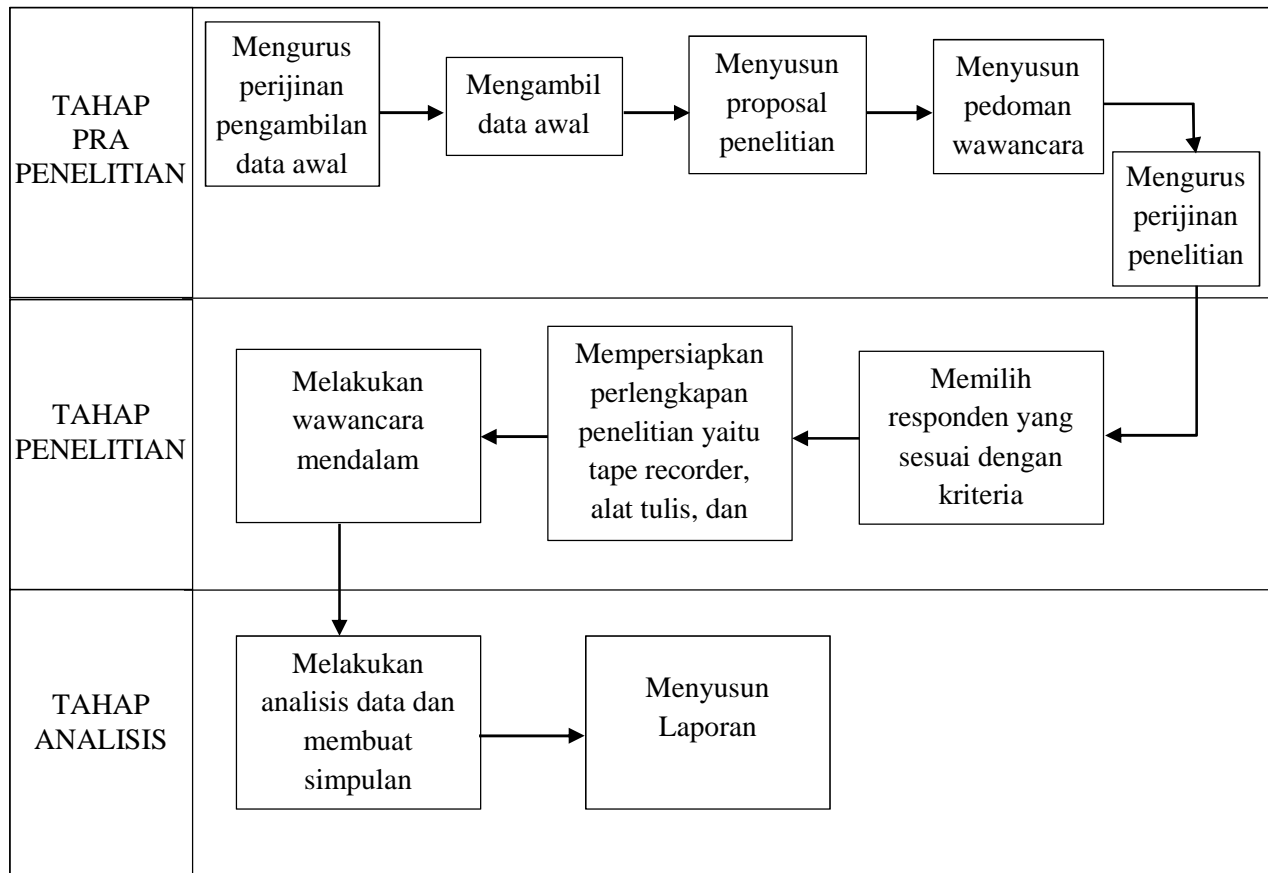 TAHAP
PRA
PENELITIAN
Mengurus
perijinan
pengambilan
data awal
Mengambil
data awal
Menyusun
proposal
penelitian
Menyusun
pedoman
wawancara
Mengurus
perijinan
penelitian
TAHAP
PENELITIAN
Melakukan
wawancara
mendalam
Mempersiapkan
perlengkapan
penelitian yaitu
tape recorder,
alat tulis, dan
Memilih
responden yang
sesuai dengan
kriteria
TAHAP
ANALISIS
Melakukan
analisis data dan
membuat
simpulan
Menyusun
Laporan